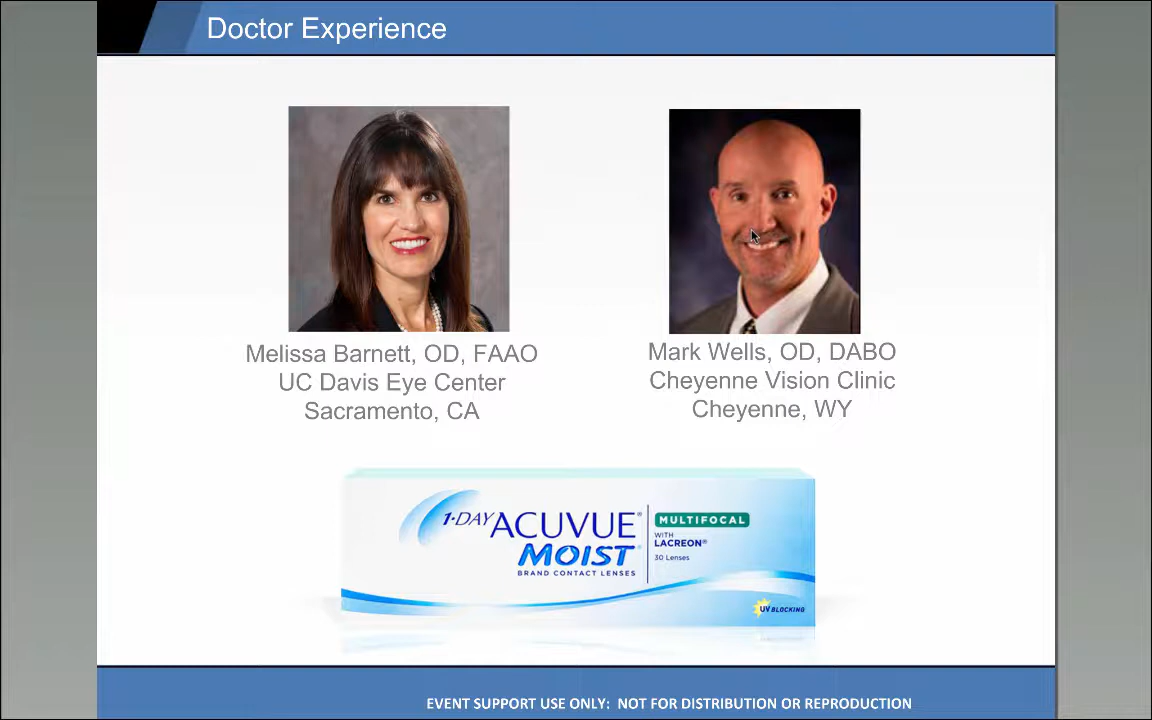 Doctor Experience
Melissa Barnett, OD, FAAO
UC Davis Eye Center
Sacramento, CA
Mark Wells, OD, DABO
Cheyenne Vision Clinic
Cheyenne, WY
1·DAY ACUVUE®
MOIST®
BRAND CONTACT LENSES
MULTIFOCAL
WITH
LACREON®
30 Lenses
UV BLOCKING
EVENT SUPPORT USE ONLY: NOT FOR DISTRIBUTION OR REPRODUCTION